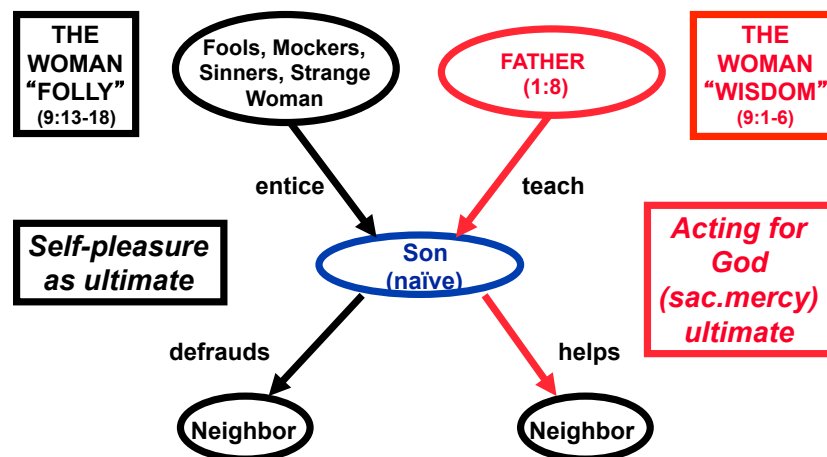 THE
WOMAN
“FOLLY”
(9:13-18)
Fools, Mockers,
Sinners, Strange
Woman
FATHER
(1:8)
THE
WOMAN
“WISDOM”
(9:1-6)
entice
teach
Self-pleasure
as ultimate
Son
(naïve)
Acting for
God
(sac.mercy)
ultimate
defrauds
helps
Neighbor
Neighbor